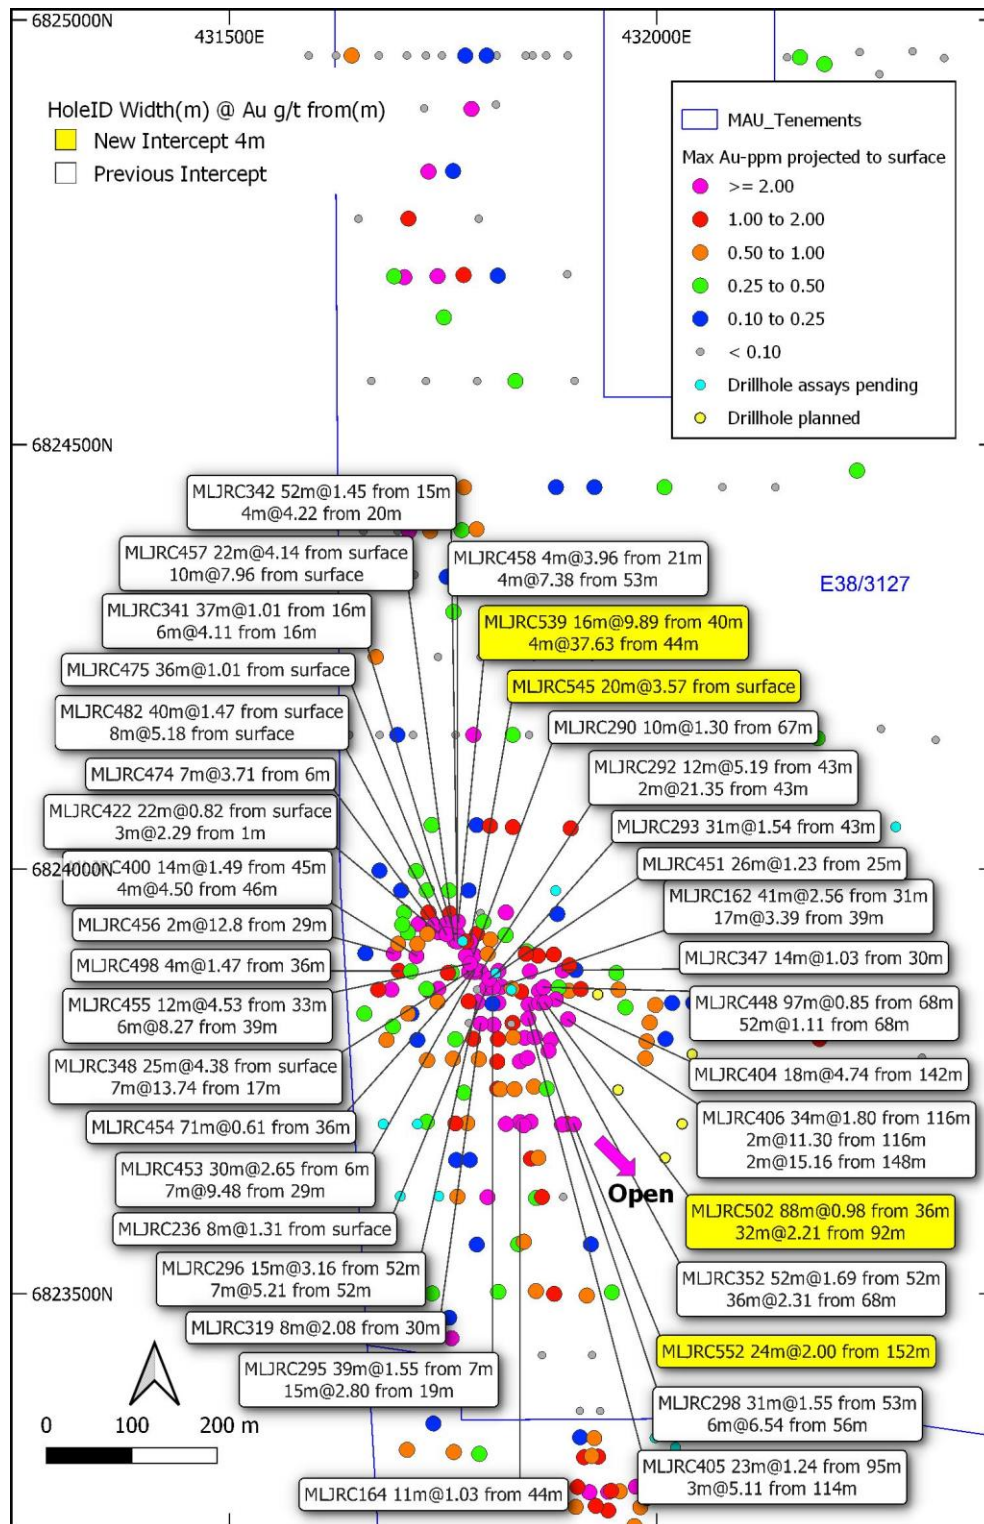 6825000N
431500E
432000E
HoleID Width(m) @ Au g/t from(m)
New Intercept 4m
Previous Intercept
MAU_Tenements
Max Au-ppm projected to surface
>= 2.00
1.00 to 2.00
0.50 to 1.00
0.25 to 0.50
0.10 to 0.25
< 0.10
Drillhole assays pending
Drillhole planned
6824500N
MLJRC342 52m@1.45 from 15m
4m@4.22 from 20m
MLJRC457 22m@4.14 from surface
10m@7.96 from surface
MLJRC458 4m@3.96 from 21m
4m@7.38 from 53m
E38/3127
MLJRC341 37m@1.01 from 16m
6m@4.11 from 16m
MLJRC539 16m@9.89 from 40m
4m@37.63 from 44m
MLJRC475 36m@1.01 from surface
MLJRC545 20m@3.57 from surface
MLJRC482 40m@1.47 from surface
8m@5.18 from surface
MLJRC290 10m@1.30 from 67m
MLJRC474 7m@3.71 from 6m
MLJRC292 12m@5.19 from 43m
2m@21.35 from 43m
MLJRC422 22m@0.82 from surface
3m@2.29 from 1m
MLJRC293 31m@1.54 from 43m
6824000N
C400 14m@1.49 from 45m
4m@4.50 from 46m
MLJRC451 26m@1.23 from 25m
MLJRC162 41m@2.56 from 31m
17m@3.39 from 39m
MLJRC456 2m@12.8 from 29m
MLJRC347 14m@1.03 from 30m
MLJRC498 4m@1.47 from 36m
MLJRC448 97m@0.85 from 68m
52m@1.11 from 68m
MLJRC455 12m@4.53 from 33m
6m@8.27 from 39m
MLJRC348 25m@4.38 from surface
7m@13.74 from 17m
MLJRC404 18m@4.74 from 142m
MLJRC454 71m@0.61 from 36m
MLJRC406 34m@1.80 from 116m
2m@11.30 from 116m
2m@15.16 from 148m
MLJRC453 30m@2.65 from 6m
7m@9.48 from 29m
Open
MLJRC502 88m@0.98 from 36m
32m@2.21 from 92m
MLJRC236 8m@1.31 from surface
MLJRC296 15m@3.16 from 52m
7m@5.21 from 52m
MLJRC352 52m@1.69 from 52m
36m@2.31 from 68m
6823500N
MLJRC319 8m@2.08 from 30m
MLJRC552 24m@2.00 from 152m
MLJRC295 39m@1.55 from 7m
15m@2.80 from 19m
MLJRC298 31m@1.55 from 53m
6m@6.54 from 56m
0 100 200 m
MLJRC405 23m@1.24 from 95m
3m@5.11 from 114m
MLJRC164 11m@1.03 from 44m